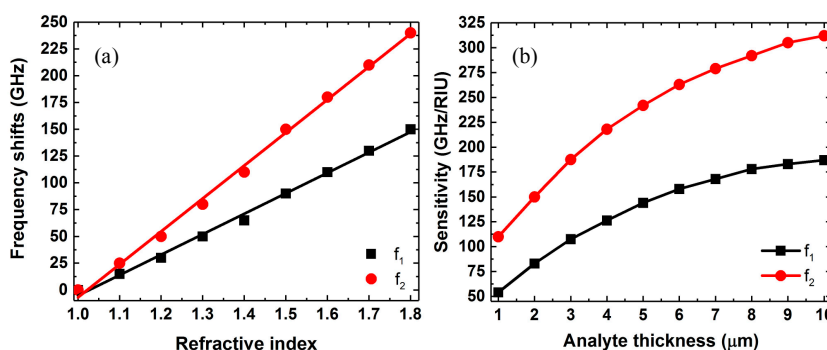 250
225
200
175
150
125
100
75
50
25
0
Frequency shifts (GHz)
(a)
f₁
f₂
1.0 1.1 1.2 1.3 1.4 1.5 1.6 1.7 1.8
Refractive index
325
300
275
250
225
200
175
150
125
100
75
50
Sensitivity (GHz/RIU)
(b)
f₁
f₂
1 2 3 4 5 6 7 8 9 10
Analyte thickness (μm)